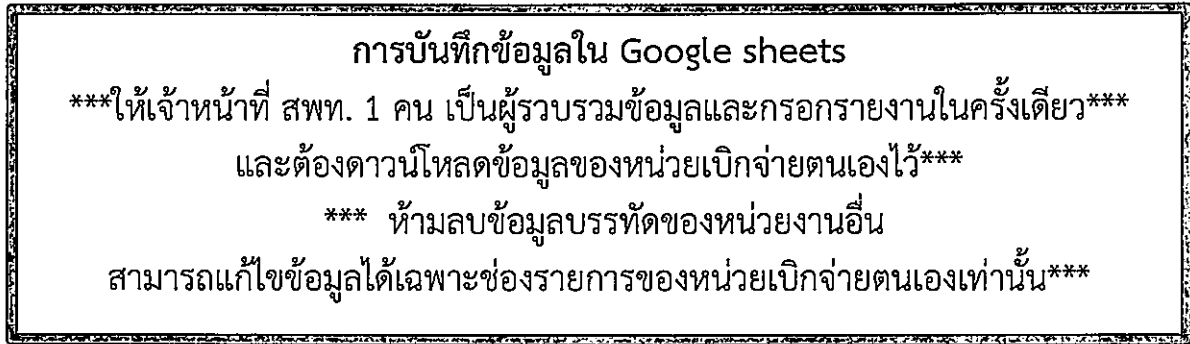 การบันทึกข้อมูลใน Google sheets
***ให้เจ้าหน้าที่ สพท. 1 คน เป็นผู้รวบรวมข้อมูลและกรอกรายงานในครั้งเดียว***
และต้องดาวน์โหลดข้อมูลของหน่วยเบิกจ่ายตนเองไว้***
*** ห้ามลบข้อมูลบรรทัดของหน่วยงานอื่น
สามารถแก้ไขข้อมูลได้เฉพาะช่องรายการของหน่วยเบิกจ่ายตนเองเท่านั้น***